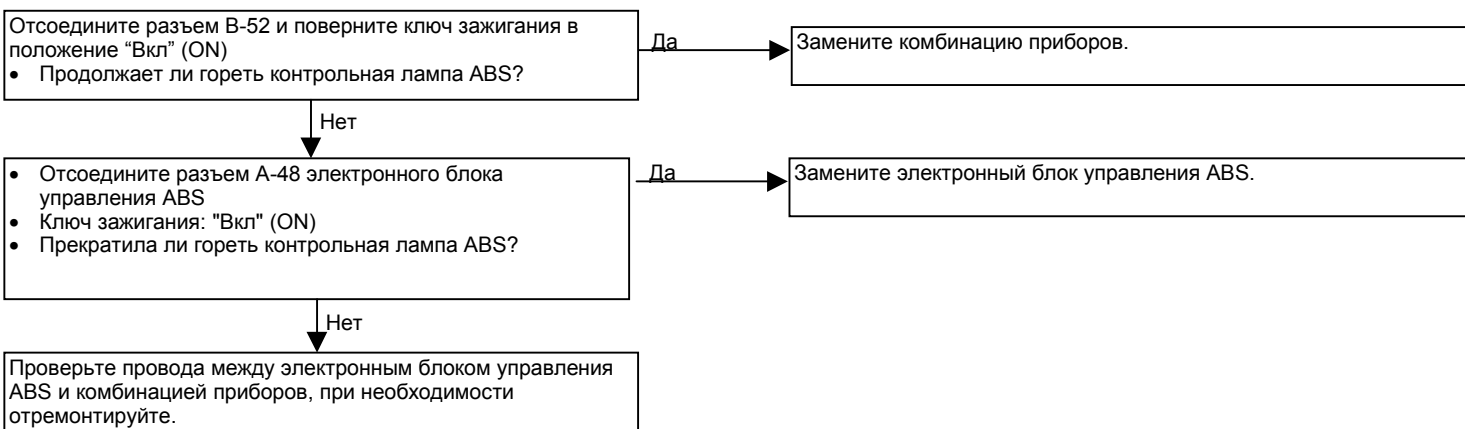 Отсоедините разъем В-52 и поверните ключ зажигания в
положение “Вкл” (ON)
• Продолжает ли гореть контрольная лампа ABS?
Да
Замените комбинацию приборов.
Нет
• Отсоедините разъем А-48 электронного блока
управления ABS
• Ключ зажигания: "Вкл" (ON)
• Прекратила ли гореть контрольная лампа ABS?
Да
Замените электронный блок управления ABS.
Нет
Проверьте провода между электронным блоком управления
ABS и комбинацией приборов, при необходимости
отремонтируйте.